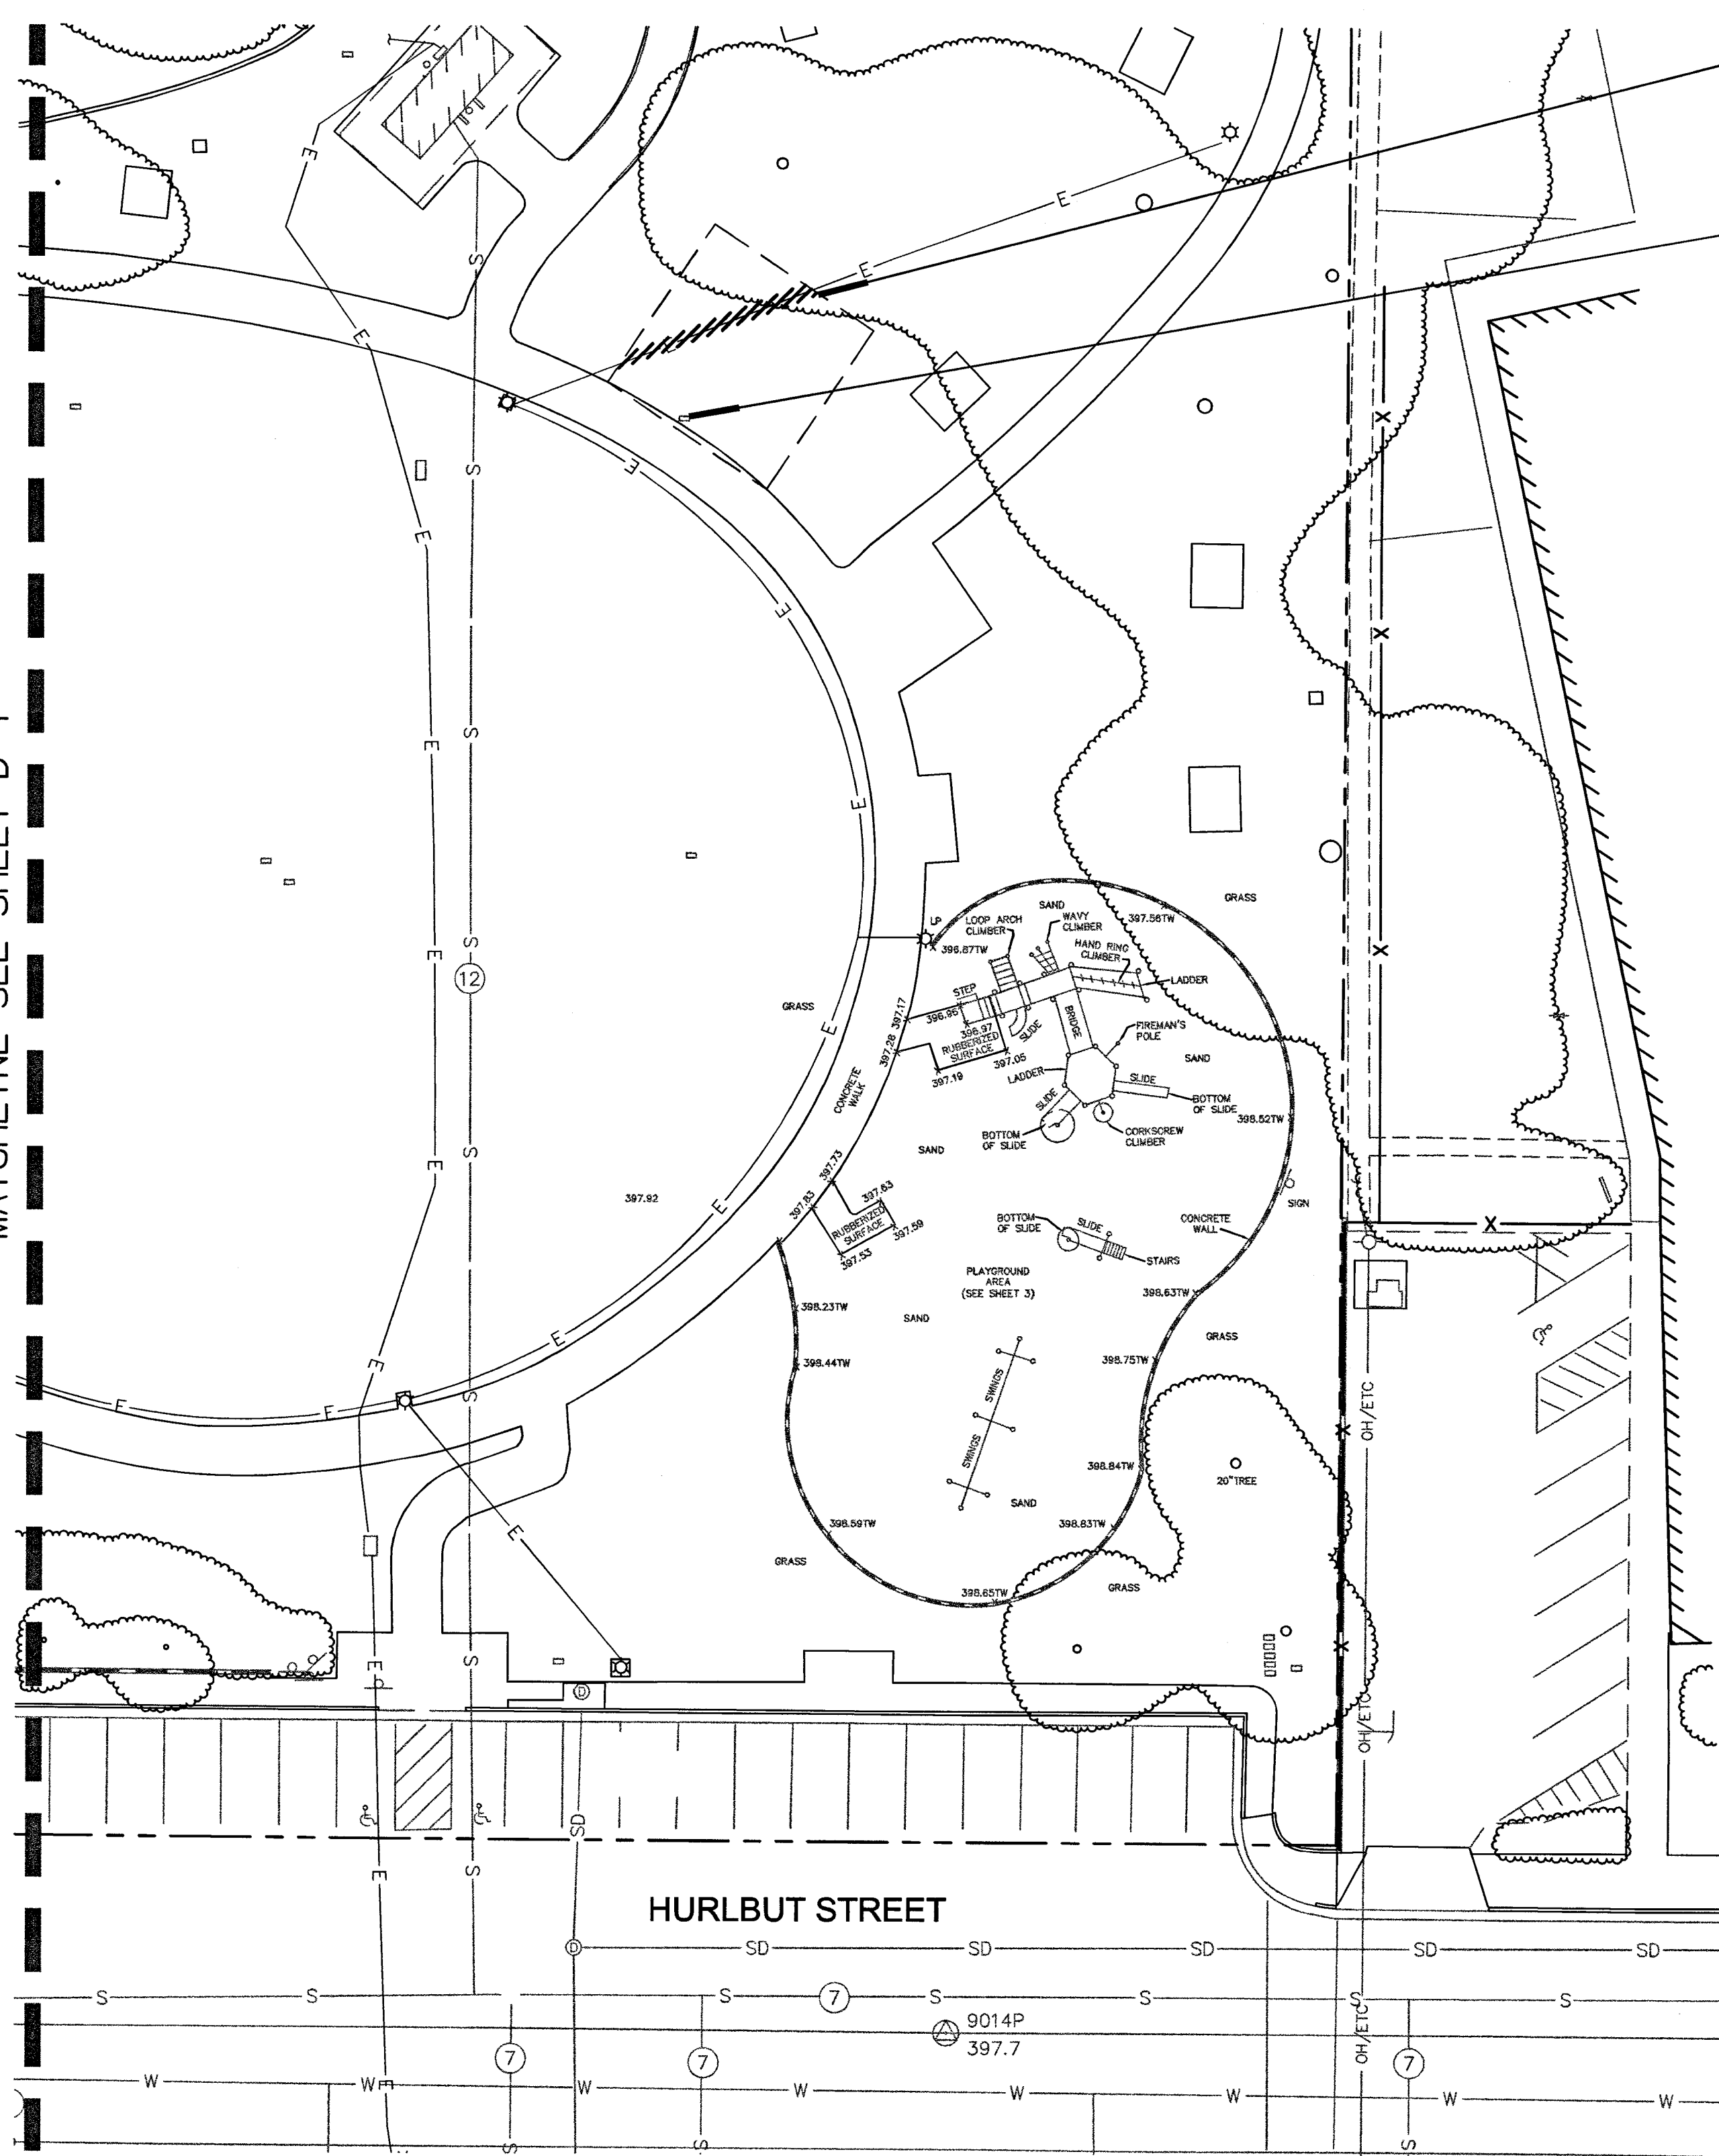 E
E
E
S
E
E
S
X
E
E
X
E
S
E
E
GRASS
SAND
LOOP ARCH
CLIMBER
WAVY
CLIMBER
397.56TW
LP
396.67TW
HAND RING
CLIMBER
S
E
X
12
LADDER
STEP
GRASS
397.17
396.95
396.97
SLIDE
BRIDGE
FIREMAN'S
POLE
E
397.28
RUBBERIZED
SURFACE
397.05
SAND
397.19
LADDER
SLIDE
CONCRETE
WALK
SLIDE
BOTTOM
OF SLIDE
398.52TW
BOTTOM
OF SLIDE
CORKSCREW
CLIMBER
S
SAND
E
397.73
397.92
E
397.83
397.63
RUBBERIZED
SURFACE
397.59
397.53
SIGN
BOTTOM
OF SLIDE
SLIDE
CONCRETE
WALL
X
STAIRS
PLAYGROUND
AREA
(SEE SHEET 3)
398.63TW
398.23TW
SAND
GRASS
E
E
398.44TW
398.75TW
SWINGS
OH/ETC
S
E
E
X
SWINGS
398.84TW
20"TREE
SAND
E
398.59TW
398.83TW
GRASS
GRASS
398.65TW
X
S
E
D
OH/ETC
SD
E
S
HURLBUT STREET
D
SD
SD
SD
SD
SD
S
S
S
7
S
S
S
S
OH/ETC
9014P
397.7
7
7
7
W
W
E
W
W
W
W
W
W
S
S
S